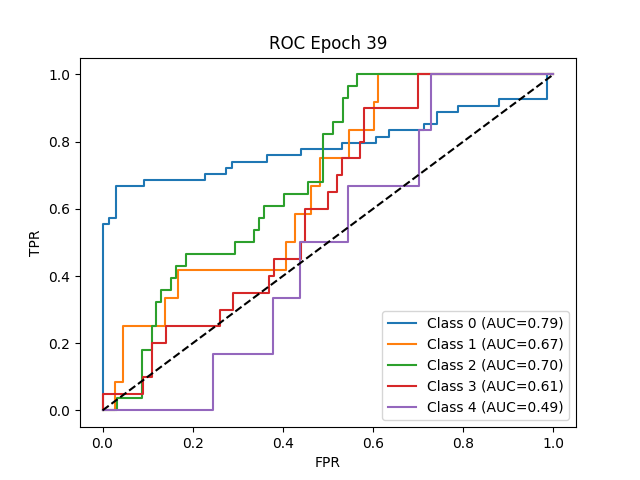 ROC Epoch 39
TPR
1.0
0.8
0.6
0.4
0.2
0.0
Class 0 (AUC=0.79)
Class 1 (AUC=0.67)
Class 2 (AUC=0.70)
Class 3 (AUC=0.61)
Class 4 (AUC=0.49)
0.0 0.2 0.4 0.6 0.8 1.0
FPR